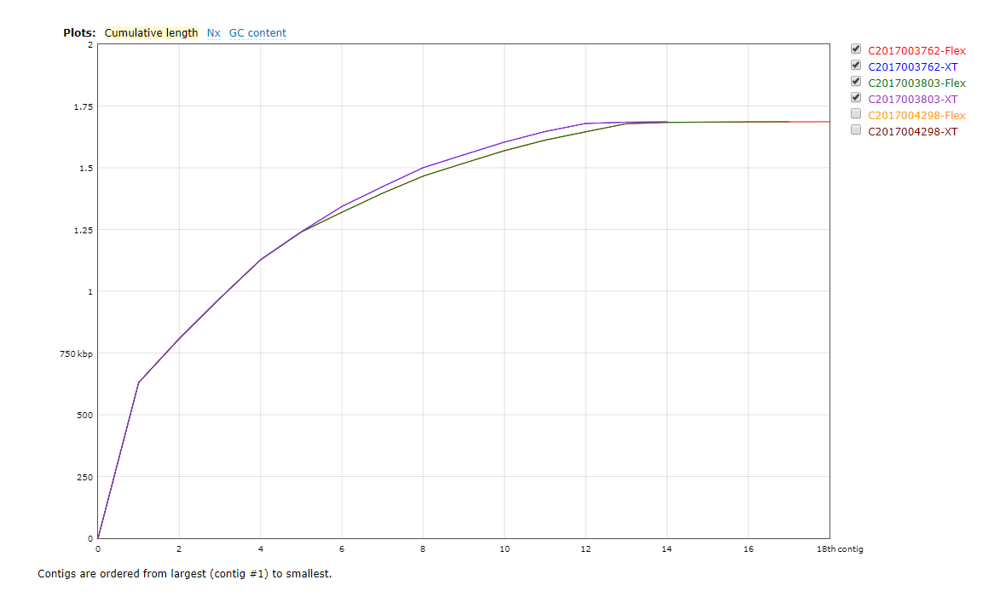 Plots: Cumulative length Nx GC content
2
1.75
1.5
1.25
1
750 kbp
500
250
0
0 2 4 6 8 10 12 14 16 18th contig
C2017003762-Flex
C2017003762-XT
C2017003803-Flex
C2017003803-XT
C2017004298-Flex
C2017004298-XT
Contigs are ordered from largest (contig #1) to smallest.